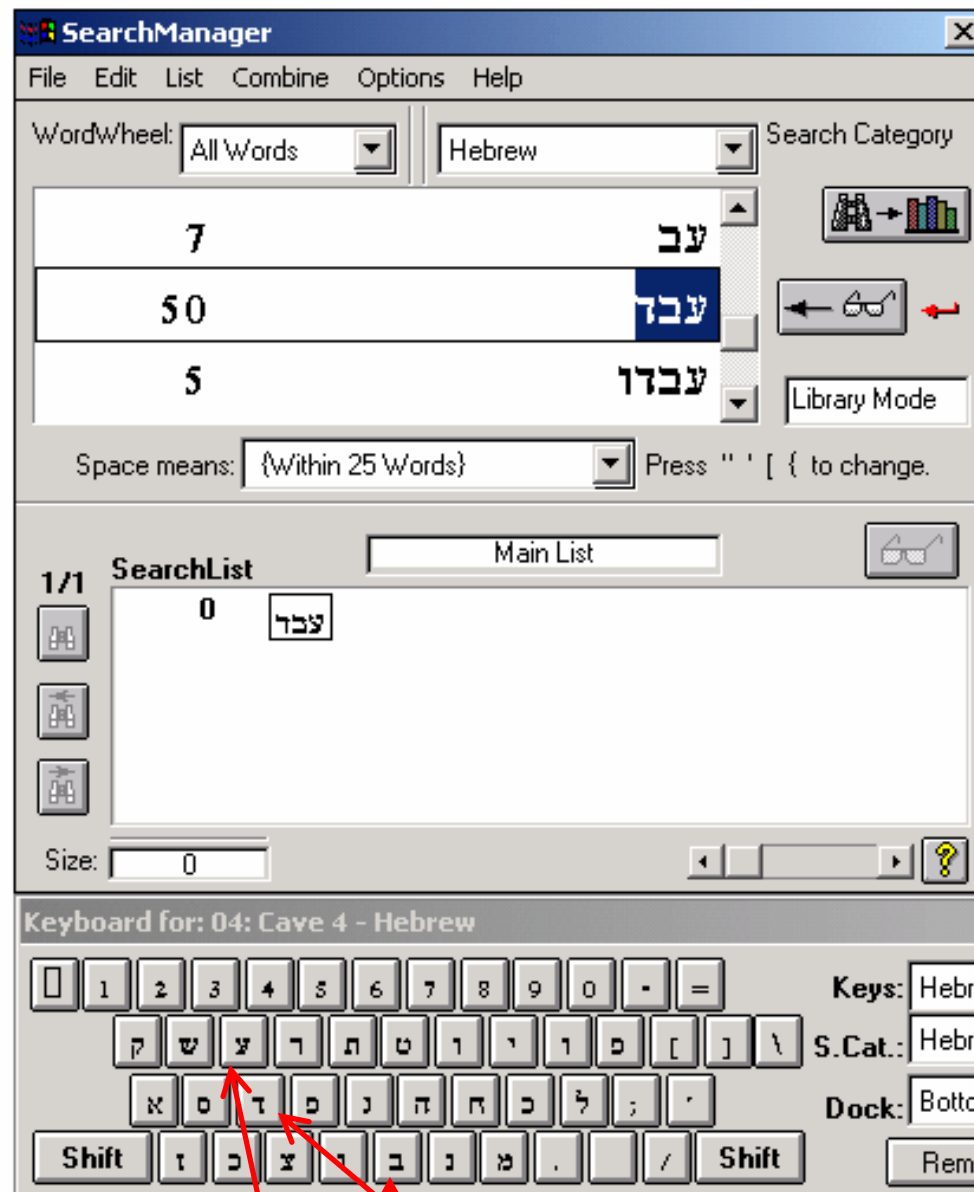 SearchManager
File Edit List Combine Options Help
WordWheel: All Words Hebrew Search Category
7 עב
50 עבד
5 עבדו
Library Mode
Space means: {Within 25 Words} Press " ' [ { to change.
Main List
1/1 SearchList
0 עבד
Size: 0
Keyboard for: 04: Cave 4 - Hebrew
1 2 3 4 5 6 7 8 9 0 - =
Keys: Hebr
ק ש ע ר ת ט ו י ו פ [ ] \
S.Cat.: Hebr
א ס ד פ נ ה ח כ ל ; '
Dock: Botto
Shift ז כ צ ב נ מ . / Shift
Rem